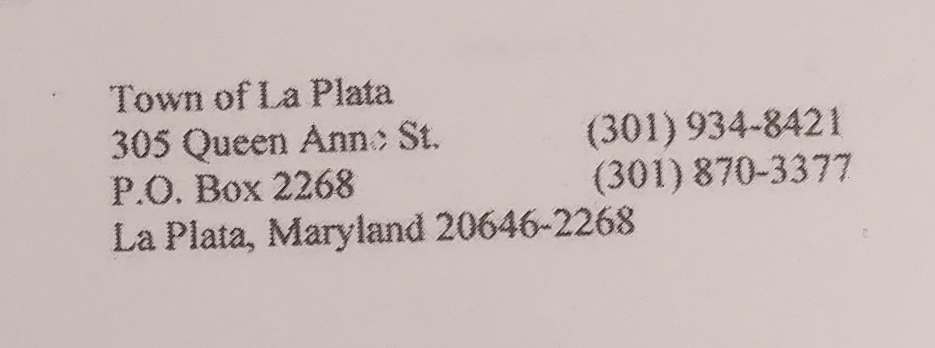 Town of La Plata
305 Queen Anne St. (301) 934-8421
P.O. Box 2268 (301) 870-3377
La Plata, Maryland 20646-2268